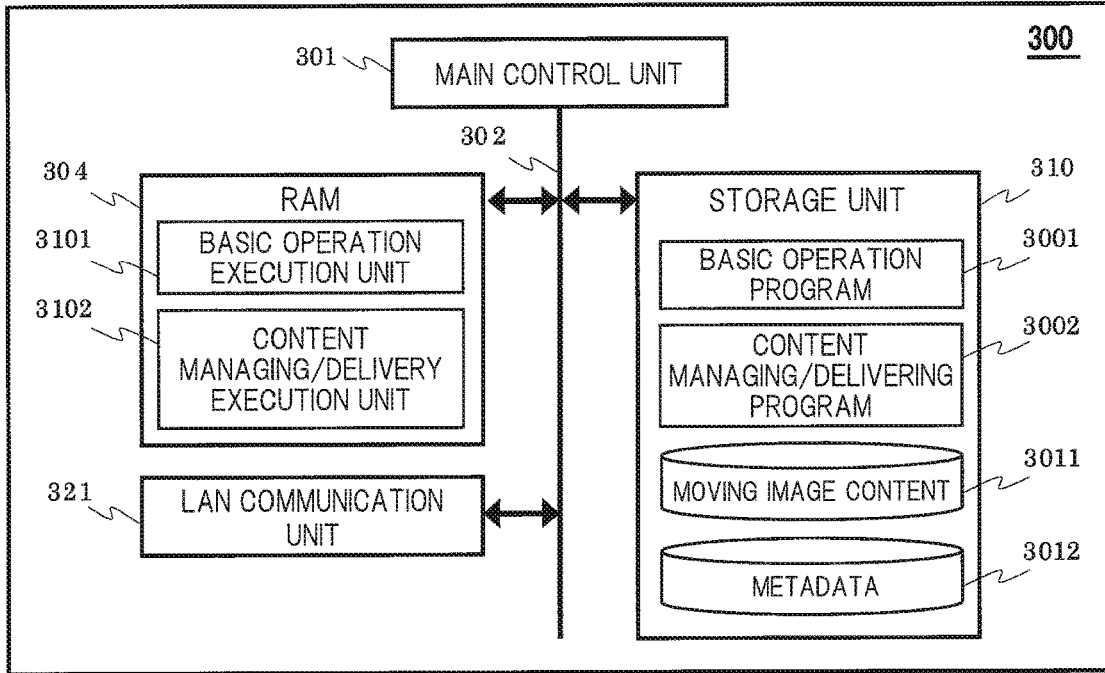 300
301
MAIN CONTROL UNIT
302
304
RAM
3101
BASIC OPERATION
EXECUTION UNIT
3102
CONTENT
MANAGING/DELIVERY
EXECUTION UNIT
321
LAN COMMUNICATION
UNIT
310
STORAGE UNIT
3001
BASIC OPERATION
PROGRAM
3002
CONTENT
MANAGING/DELIVERING
PROGRAM
3011
MOVING IMAGE CONTENT
3012
METADATA